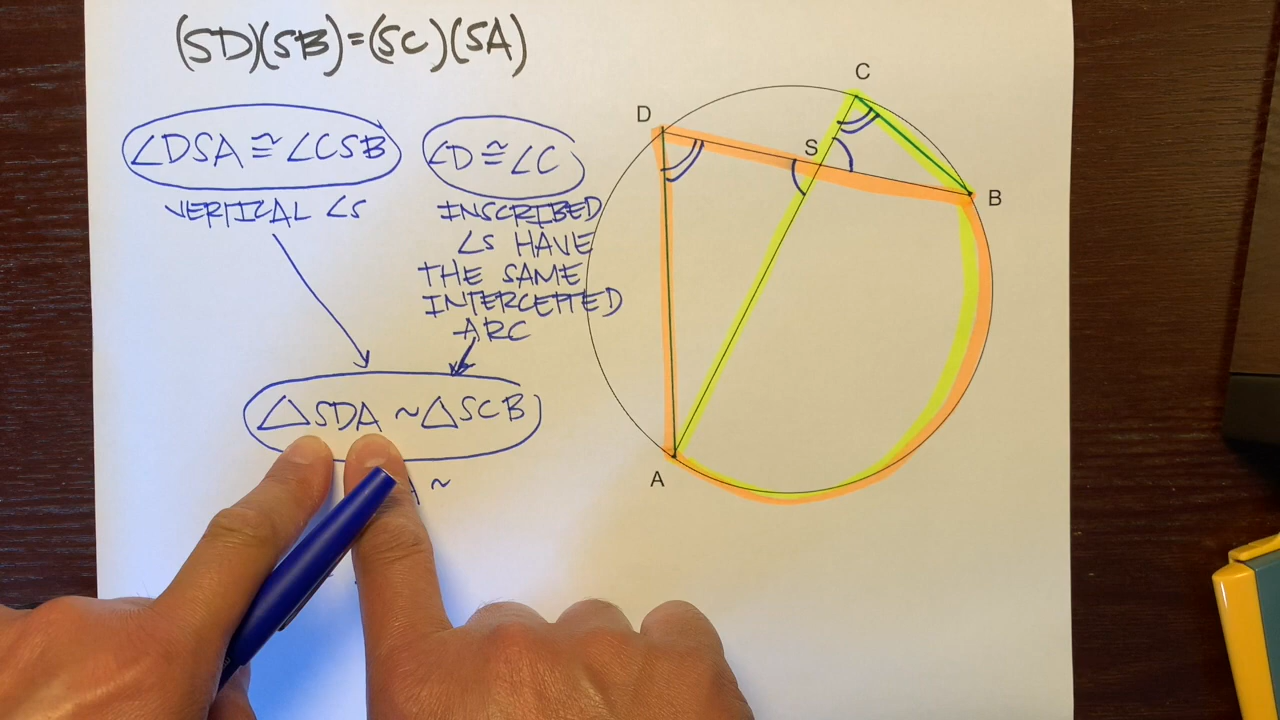 (SD)(SB)=(SC)(SA)
∠DSA ≅ ∠CSB
VERTICAL ∠S
∠D ≅ ∠C
INSCRIBED
∠S HAVE
THE SAME
INTERCEPTED
ARC
△SDA ~ △SCB
A ~
C
D
S
B
A